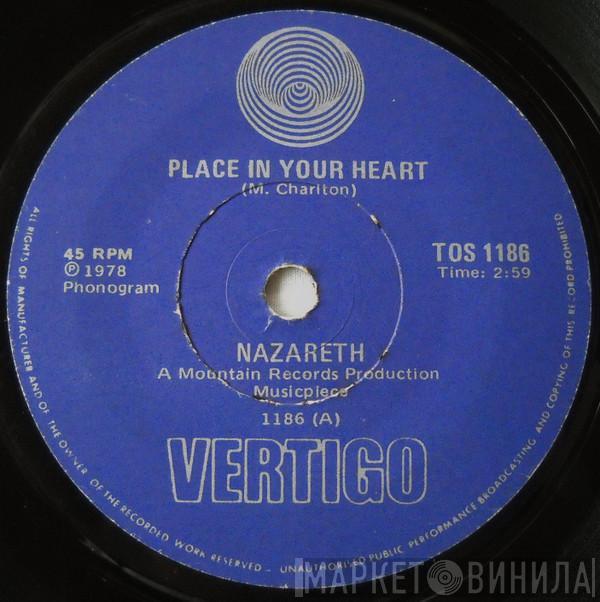 PLACE IN YOUR HEART
(M. Charlton)
45 RPM
℗ 1978
Phonogram
TOS 1186
Time: 2:59
NAZARETH
A Mountain Records Production
Musicpiece
1186 (A)
VERTIGO
ALL RIGHTS OF MANUFACTURER AND OF THE OWNER OF THE RECORDED WORK RESERVED – UNAUTHORISED PUBLIC PERFORMANCE BROADCASTING AND COPYING OF THIS RECORD PROHIBITED
МАРКЕТ ВИНИЛА